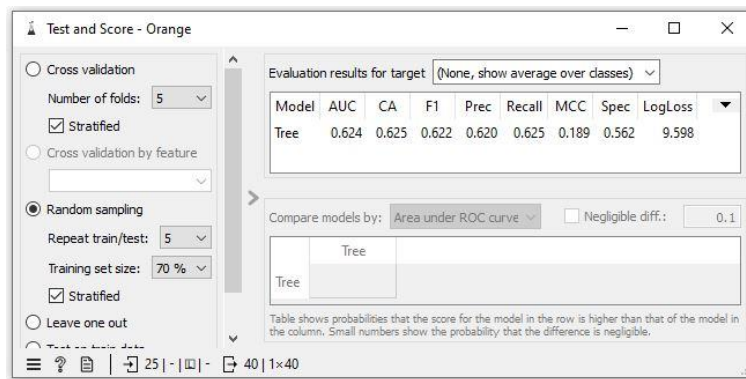 Test and Score - Orange
Cross validation
Number of folds: 5
Stratified
Cross validation by feature
Random sampling
Repeat train/test: 5
Training set size: 70 %
Stratified
Leave one out
Test on train data
Evaluation results for target (None, show average over classes)
Model AUC CA F1 Prec Recall MCC Spec LogLoss
Tree 0.624 0.625 0.622 0.620 0.625 0.189 0.562 9.598
Compare models by: Area under ROC curve Negligible diff.: 0.1
Tree
Tree
Table shows probabilities that the score for the model in the row is higher than that of the model in
the column. Small numbers show the probability that the difference is negligible.
25 | - | - 40 | 1×40